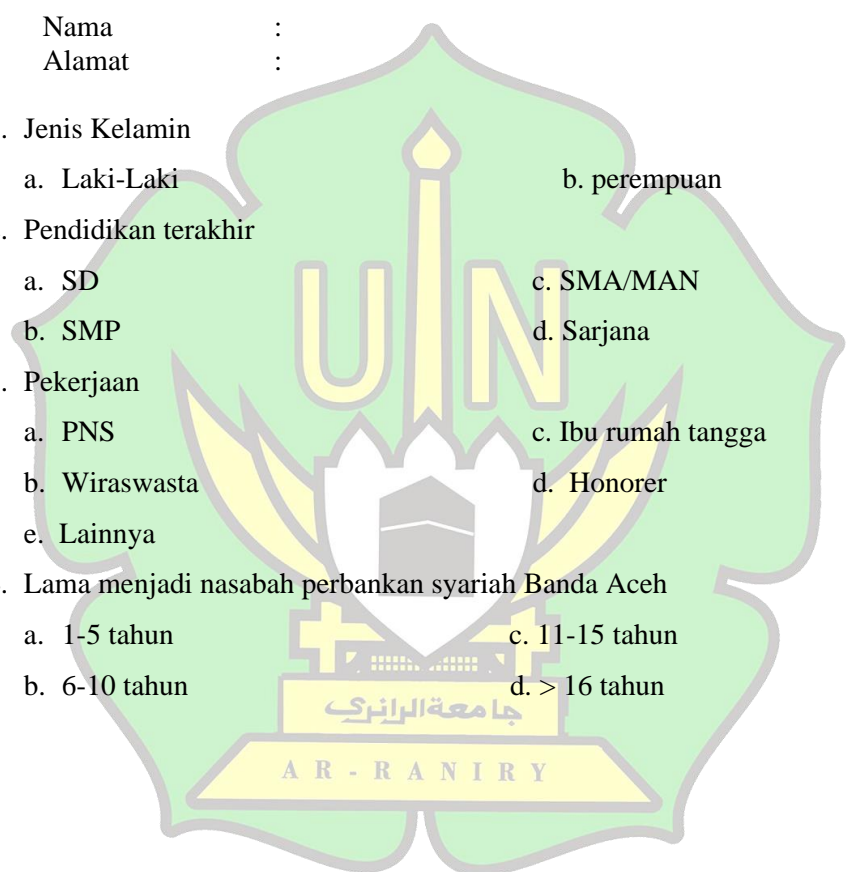 Nama :
Alamat :
. Jenis Kelamin
a. Laki-Laki b. perempuan
. Pendidikan terakhir
a. SD c. SMA/MAN
b. SMP d. Sarjana
. Pekerjaan
a. PNS c. Ibu rumah tangga
b. Wiraswasta d. Honorer
e. Lainnya
. Lama menjadi nasabah perbankan syariah Banda Aceh
a. 1-5 tahun c. 11-15 tahun
b. 6-10 tahun d. > 16 tahun
UIN
جامعة الرانري
AR-RANIRY